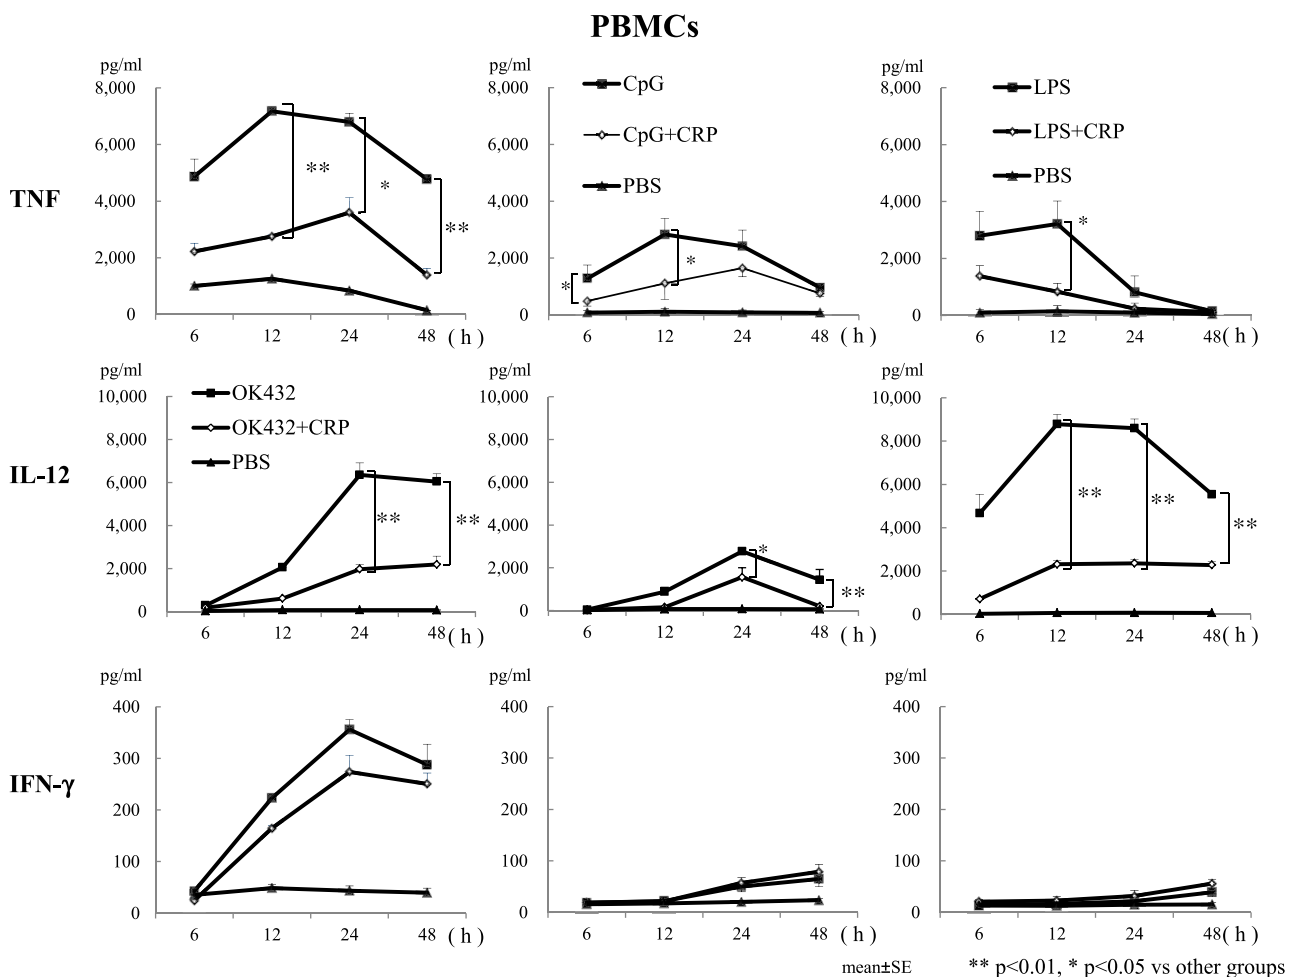 PBMCs
TNF
pg/ml
8,000
6,000
4,000
2,000
0
6 12 24 48 ( h )
**
*
**
pg/ml
8,000
6,000
4,000
2,000
0
6 12 24 48 ( h )
CpG
CpG+CRP
PBS
*
*
pg/ml
8,000
6,000
4,000
2,000
0
6 12 24 48 ( h )
LPS
LPS+CRP
PBS
*
IL-12
pg/ml
10,000
8,000
6,000
4,000
2,000
0
6 12 24 48 ( h )
OK432
OK432+CRP
PBS
**
**
pg/ml
10,000
8,000
6,000
4,000
2,000
0
6 12 24 48 ( h )
*
**
pg/ml
10,000
8,000
6,000
4,000
2,000
0
6 12 24 48 ( h )
**
**
**
IFN-γ
pg/ml
400
300
200
100
0
6 12 24 48 ( h )
pg/ml
400
300
200
100
0
6 12 24 48 ( h )
pg/ml
400
300
200
100
0
6 12 24 48 ( h )
mean±SE
** p<0.01, * p<0.05 vs other groups